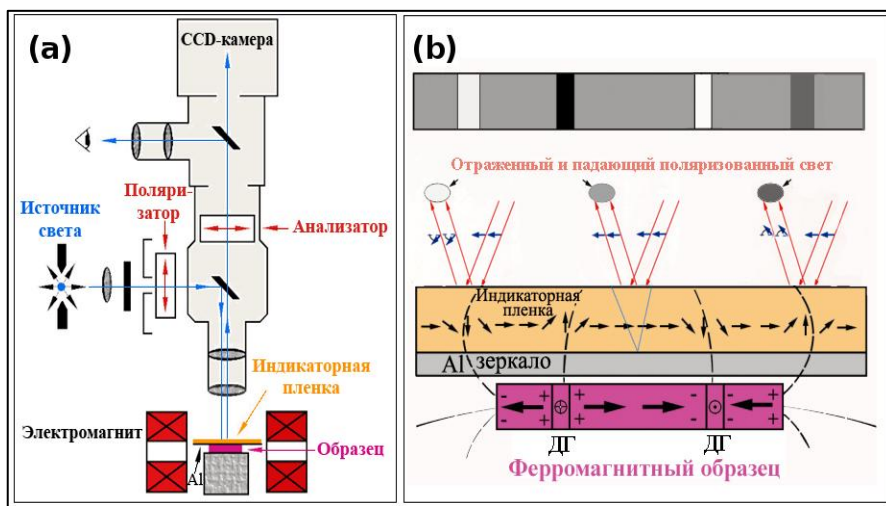 (a)
CCD-камера
Поляри-
затор
Источник
света
Анализатор
Индикаторная
пленка
Электромагнит
Образец
Al
(b)
Отраженный и падающий поляризованный свет
Индикаторная
пленка
Al зеркало
- + - + + - + -
- + - + + - + -
ДГ ДГ
Ферромагнитный образец